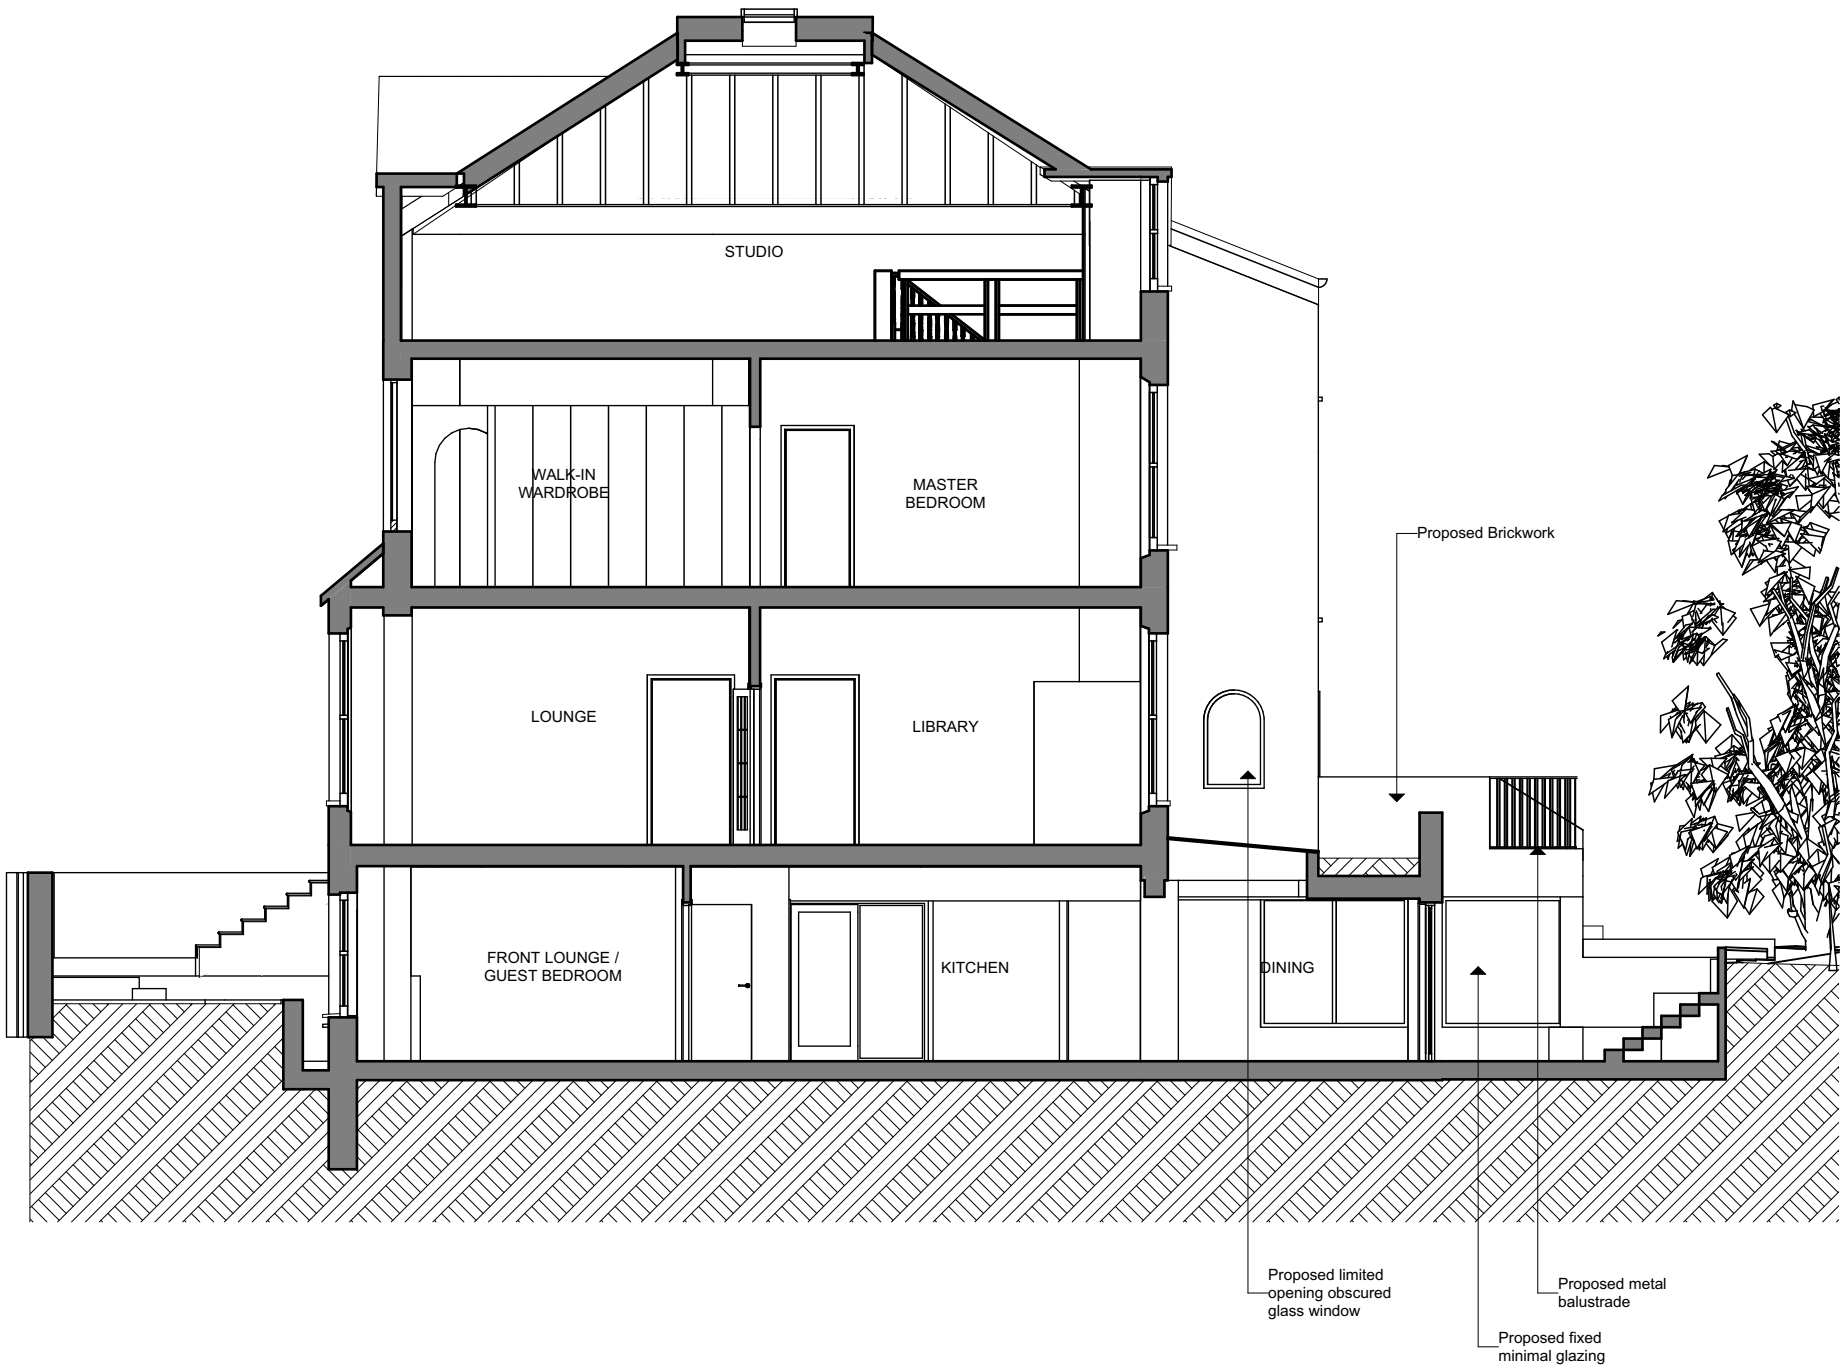 STUDIO
WALK-IN
WARDROBE
MASTER
BEDROOM
Proposed Brickwork
LOUNGE
LIBRARY
FRONT LOUNGE /
GUEST BEDROOM
KITCHEN
DINING
Proposed limited
opening obscured
glass window
Proposed metal
balustrade
Proposed fixed
minimal glazing